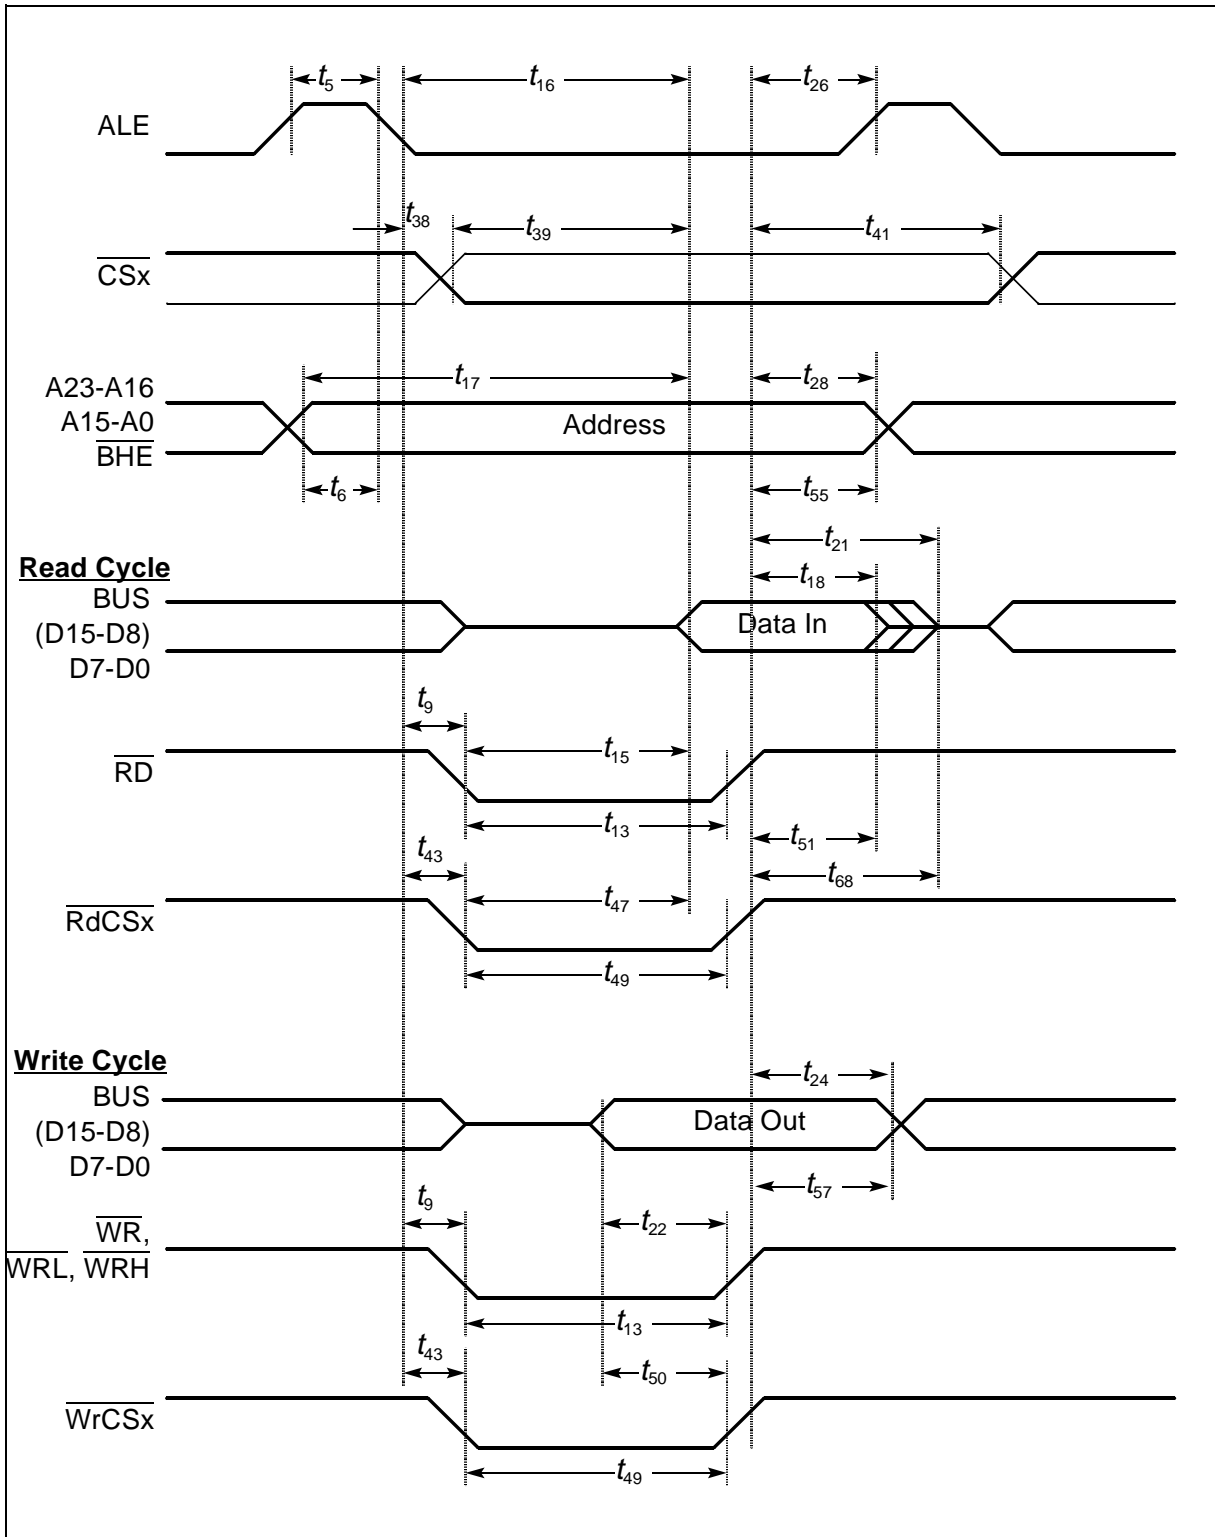 t5 t16 t26
ALE
t38 t39 t41
CSx
A23-A16 t17 t28
A15-A0 Address
BHE
t6 t55
t21
Read Cycle t18
BUS
(D15-D8) Data In
D7-D0
t9
RD t15
t13 t51
t43 t68
RdCSx t47
t49
Write Cycle
t24
BUS
(D15-D8) Data Out
D7-D0
t57
t9 t22
WR,
WRL, WRH
t13
t43 t50
WrCSx
t49